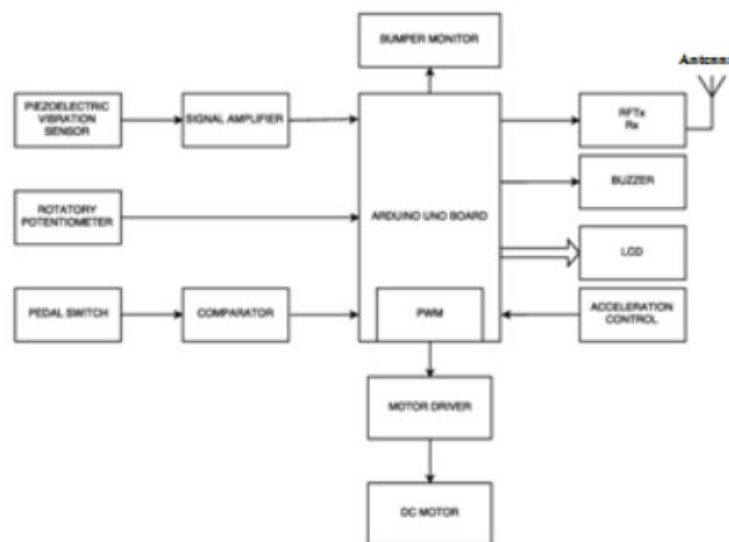 BUMPER MONITOR
Antenna
PIEZOELECTRIC
VIBRATION
SENSOR
SIGNAL AMPLIFIER
RFTx
Rx
BUZZER
ROTATORY
POTENTIOMETER
ARDUINO UNO BOARD
LCD
PEDAL SWITCH
COMPARATOR
PWM
ACCELERATION
CONTROL
MOTOR DRIVER
DC MOTOR